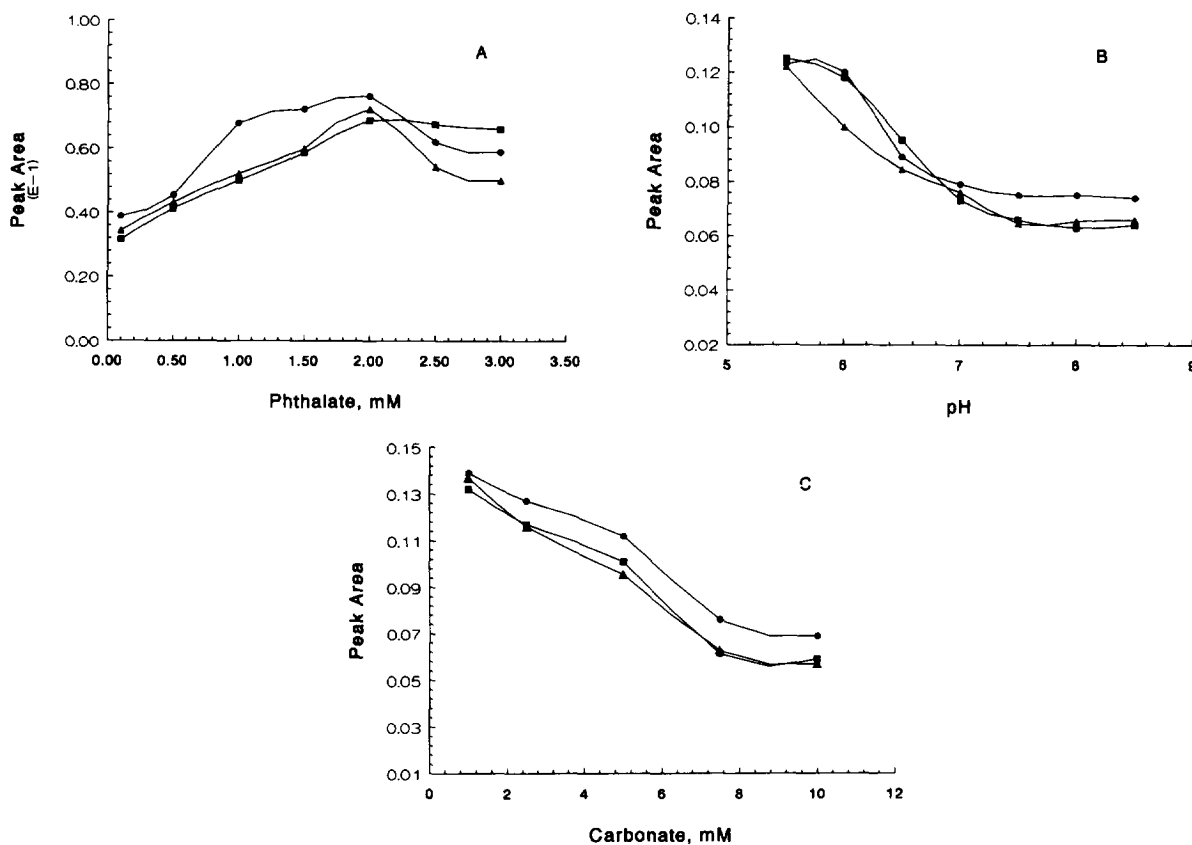 A
Peak Area
(E-1)
1.00
0.80
0.60
0.40
0.20
0.00
0.00 0.50 1.00 1.50 2.00 2.50 3.00 3.50
Phthalate, mM
B
Peak Area
0.14
0.12
0.10
0.08
0.06
0.04
0.02
5 6 7 8 9
pH
C
Peak Area
0.15
0.13
0.11
0.09
0.07
0.05
0.03
0.01
0 2 4 6 8 10 12
Carbonate, mM